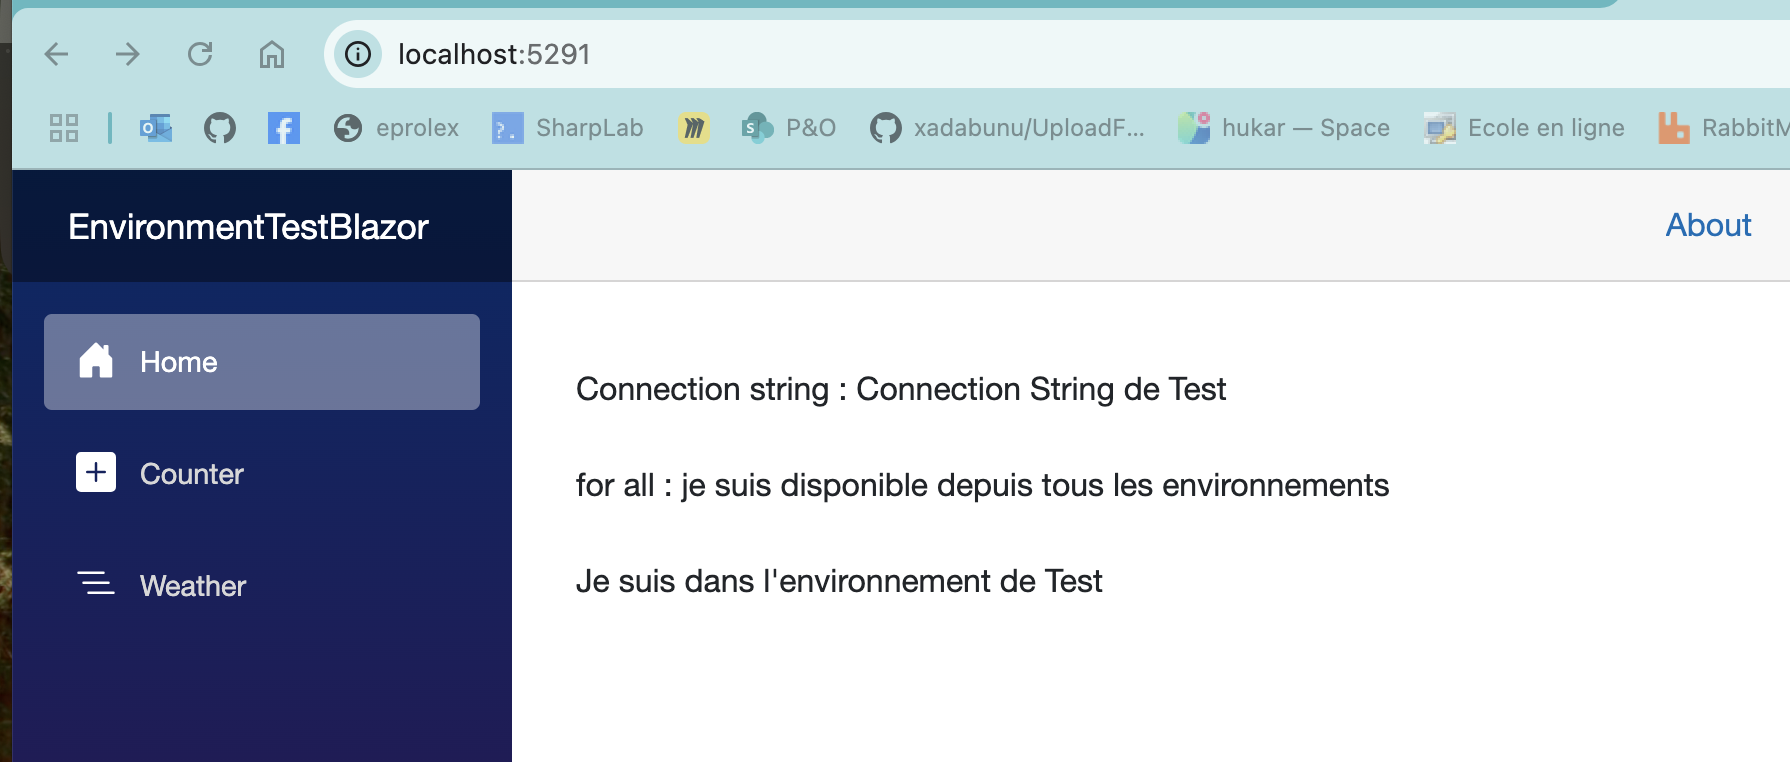 localhost:5291
eprolex
SharpLab
P&O
xadabunu/UploadF...
hukar — Space
Ecole en ligne
RabbitM
EnvironmentTestBlazor
About
Home
Counter
Weather
Connection string : Connection String de Test
for all : je suis disponible depuis tous les environnements
Je suis dans l'environnement de Test